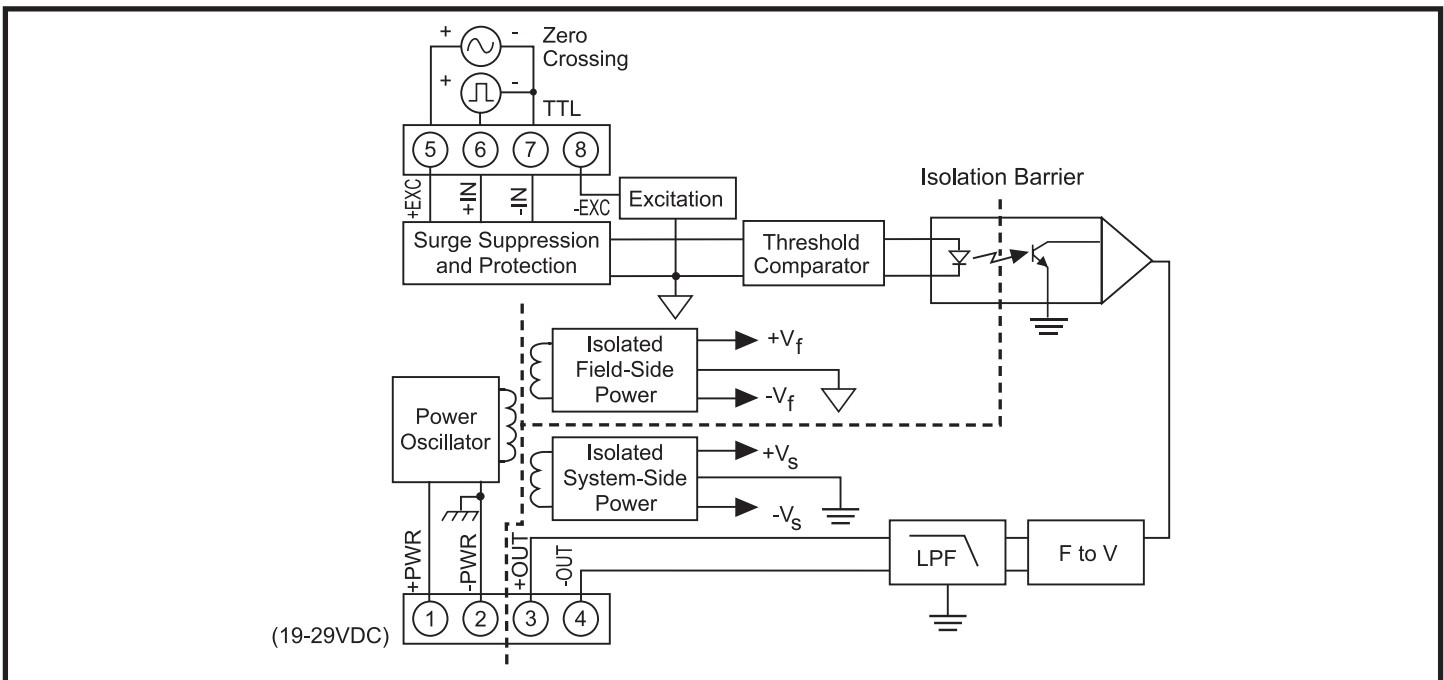 + - Zero
Crossing
+ -
TTL
5 6 7 8
+EXC +IN -IN -EXC
Excitation
Isolation Barrier
Surge Suppression
and Protection
Threshold
Comparator
Isolated
Field-Side
Power
+Vf
-Vf
Power
Oscillator
Isolated
System-Side
Power
+Vs
-Vs
+PWR -PWR +OUT -OUT
LPF
F to V
1 2 3 4
(19-29VDC)